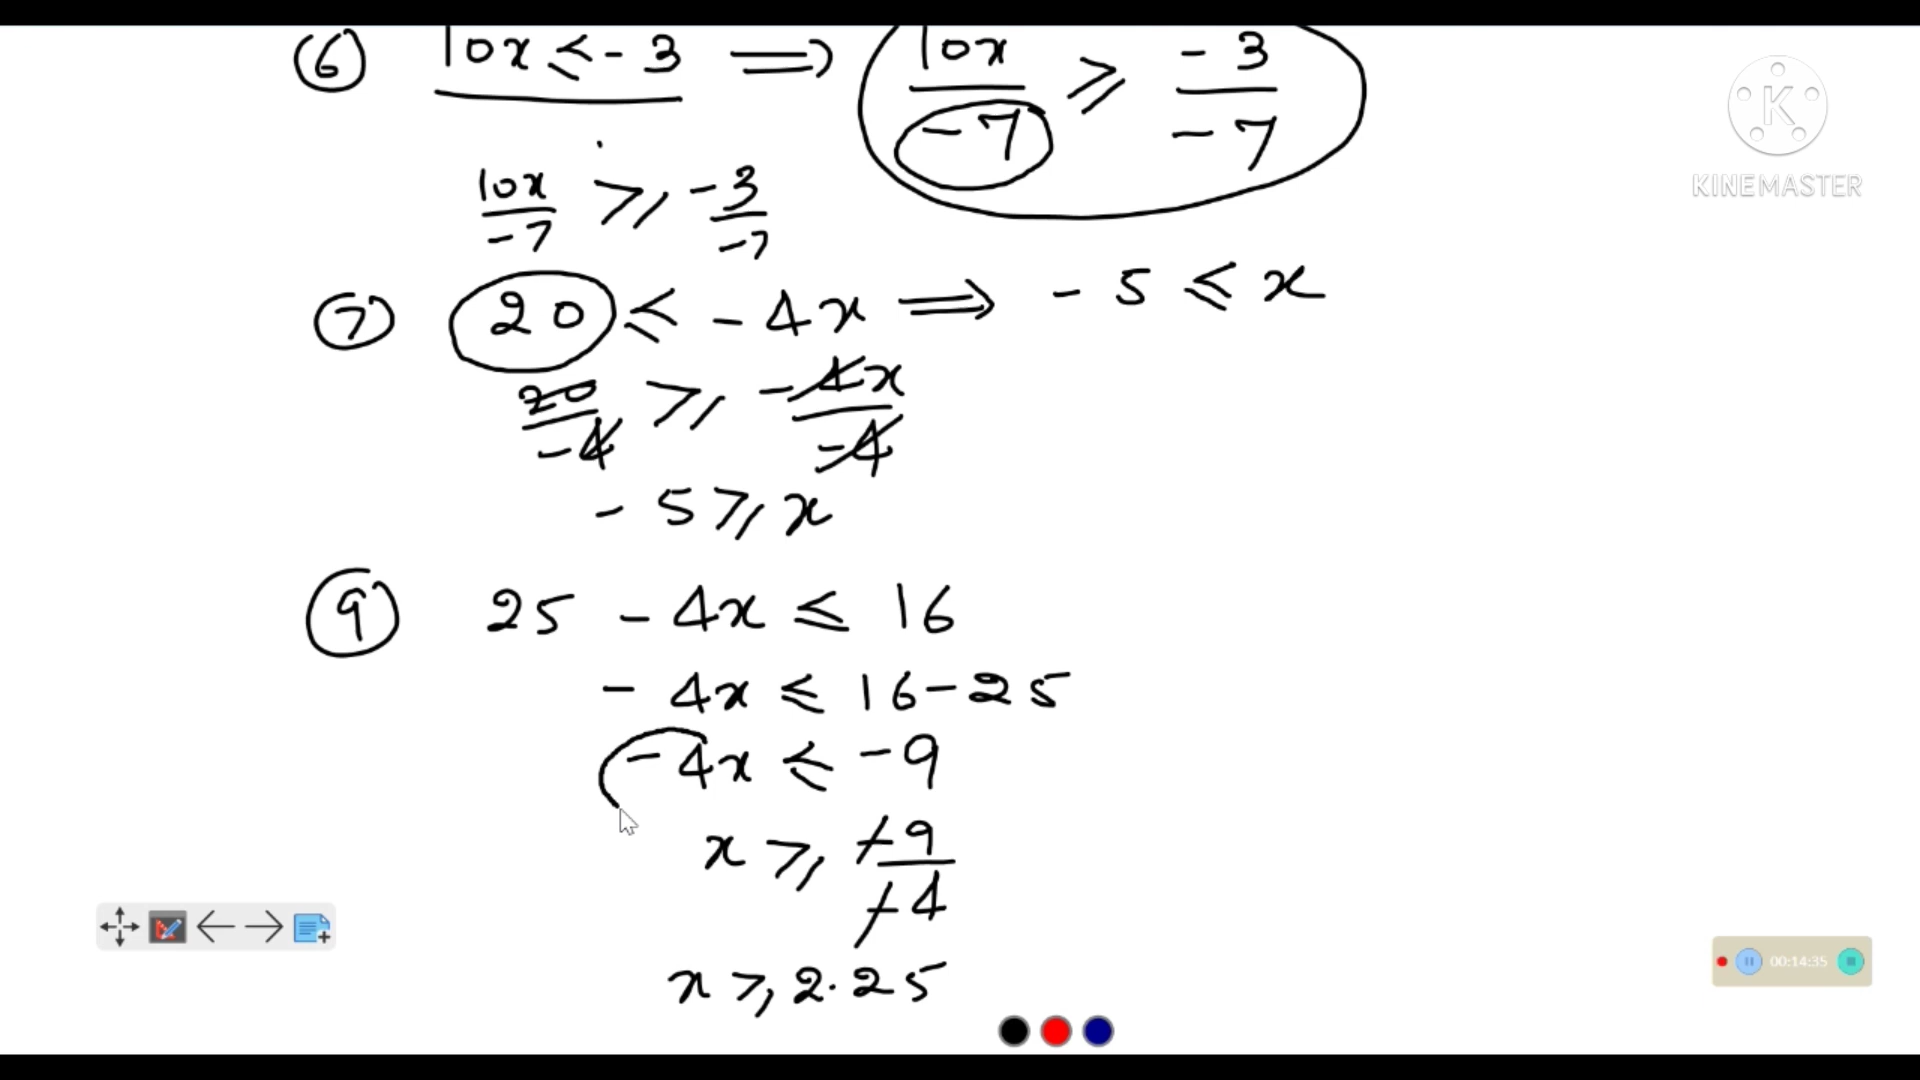 ⑥ 10x ≤ -3 ⟹ 10x/-7 ≥ -3/-7
10x/-7 ≥ -3/-7
⑦ 20 ≤ -4x ⟹ -5 ≤ x
20/-4 ≥ -4x/-4
-5 ≥ x
⑨ 25 - 4x ≤ 16
-4x ≤ 16-25
-4x ≤ -9
x ≥ -9/-4
x ≥ 2.25
K
KINEMASTER
00:14:35